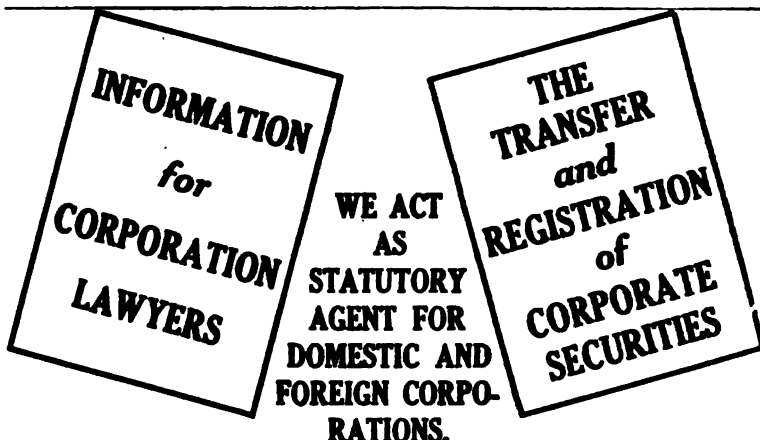 INFORMATION
for
CORPORATION
LAWYERS
WE ACT
AS
STATUTORY
AGENT FOR
DOMESTIC AND
FOREIGN CORPO-
RATIONS.
THE
TRANSFER
and
REGISTRATION
of
CORPORATE
SECURITIES